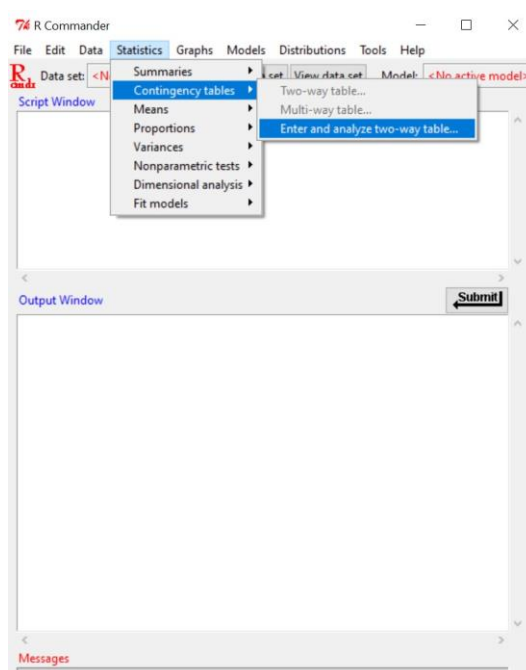 R Commander
File Edit Data Statistics Graphs Models Distributions Tools Help
R Data set: <N set View data set Model: <No active model>
cmdr
Script Window
Summaries
Contingency tables
Means
Proportions
Variances
Nonparametric tests
Dimensional analysis
Fit models
Two-way table...
Multi-way table...
Enter and analyze two-way table...
Output Window
Submit
Messages